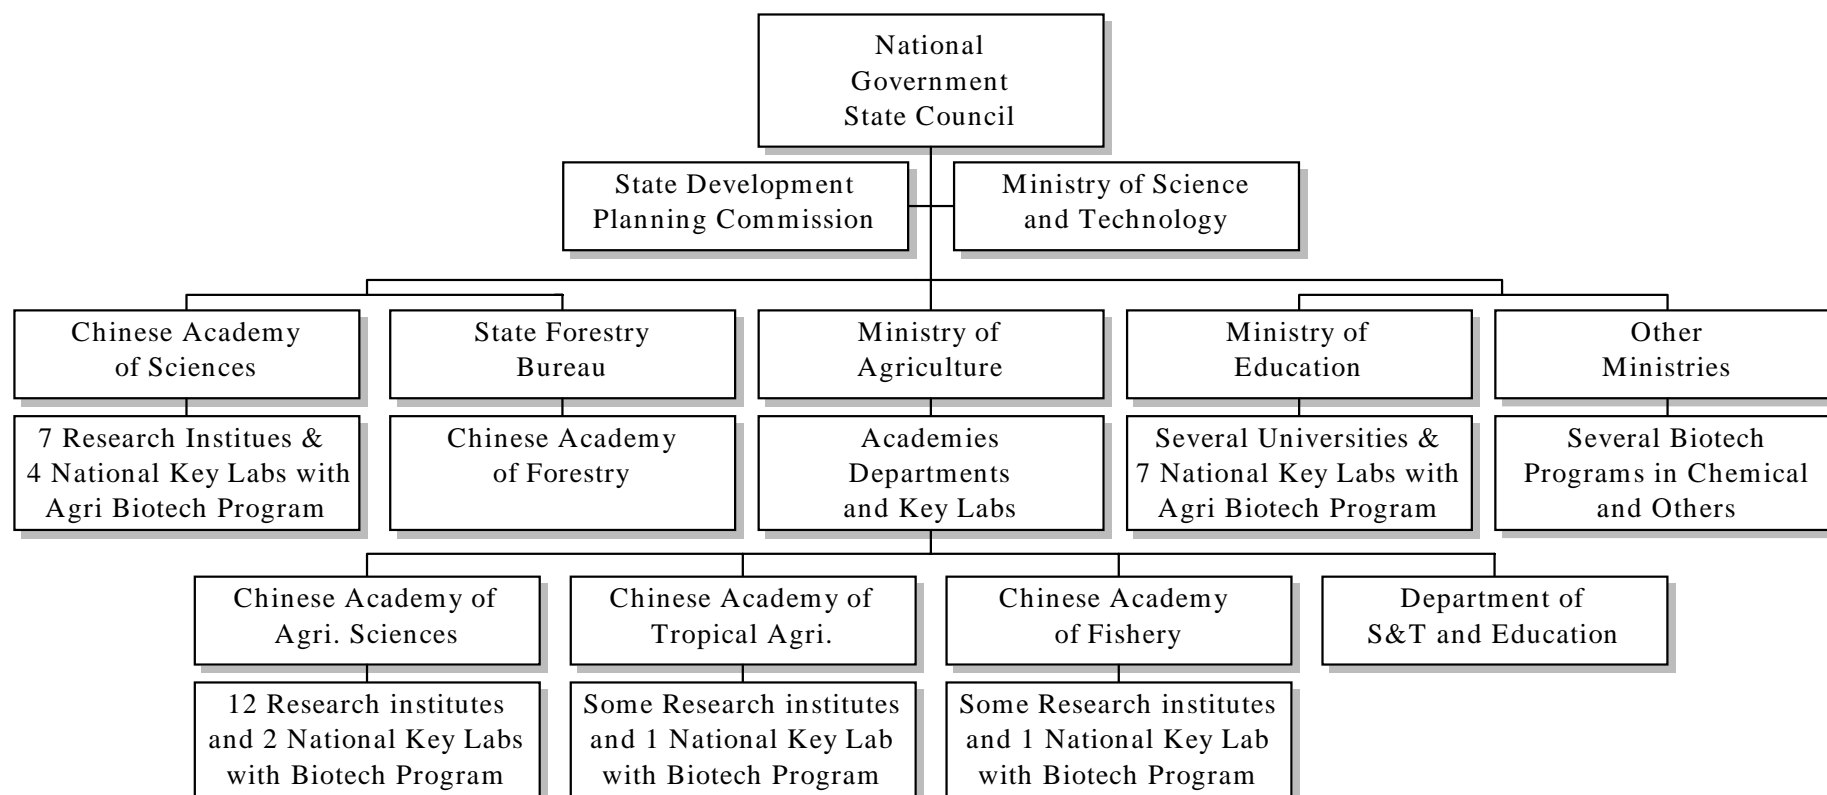 National
Government
State Council
State Development
Planning Commission
Ministry of Science
and Technology
Chinese Academy
of Sciences
State Forestry
Bureau
Ministry of
Agriculture
Ministry of
Education
Other
Ministries
7 Research Institues &
4 National Key Labs with
Agri Biotech Program
Chinese Academy
of Forestry
Academies
Departments
and Key Labs
Several Universities &
7 National Key Labs with
Agri Biotech Program
Several Biotech
Programs in Chemical
and Others
Chinese Academy of
Agri. Sciences
Chinese Academy of
Tropical Agri.
Chinese Academy
of Fishery
Department of
S&T and Education
12 Research institutes
and 2 National Key Labs
with Biotech Program
Some Research institutes
and 1 National Key Lab
with Biotech Program
Some Research institutes
and 1 National Key Lab
with Biotech Program